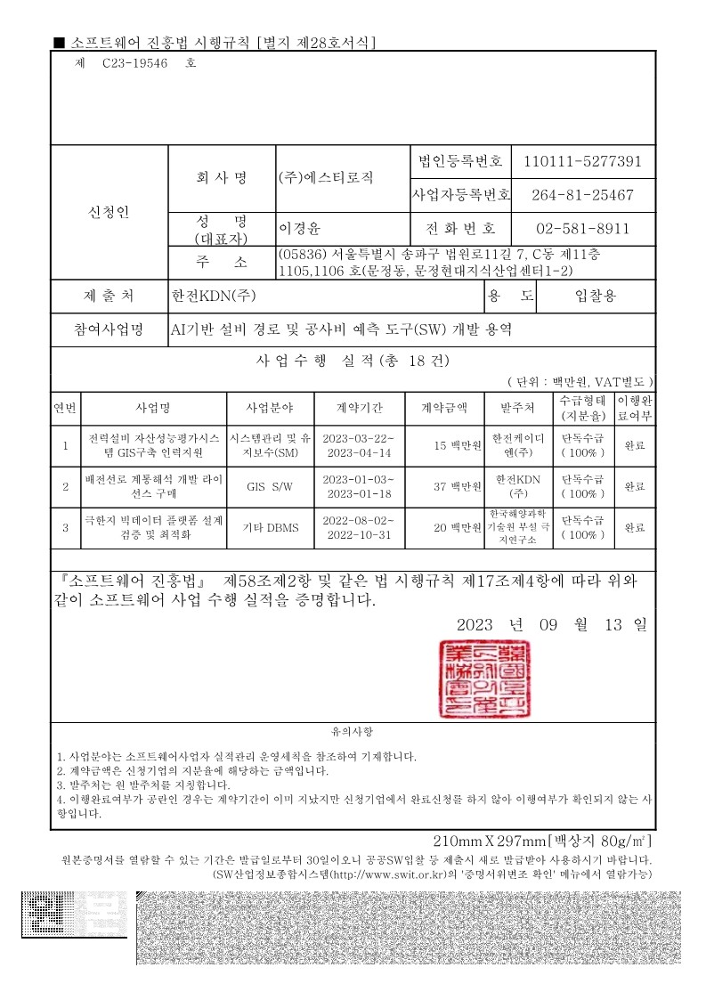 ■ 소프트웨어 진흥법 시행규칙 [별지 제28호서식]
제 C23-19546 호
신청인
회 사 명
(주)에스티로직
법인등록번호
110111-5277391
사업자등록번호
264-81-25467
성 명
(대표자)
이경윤
전 화 번 호
02-581-8911
주 소
(05836) 서울특별시 송파구 법원로11길 7, C동 제11층
1105,1106 호(문정동, 문정현대지식산업센터1-2)
제 출 처
한전KDN(주)
용 도
입찰용
참여사업명
AI기반 설비 경로 및 공사비 예측 도구(SW) 개발 용역
사 업 수 행 실 적 (총 18 건)
( 단위 : 백만원, VAT별도 )
연번
사업명
사업분야
계약기간
계약금액
발주처
수급형태
(지분율)
이행완
료여부
1
전력설비 자산성능평가시스
템 GIS구축 인력지원
시스템관리 및 유
지보수(SM)
2023-03-22~
2023-04-14
15 백만원
한전케이디
엔(주)
단독수급
( 100% )
완료
2
배전선로 계통해석 개발 라이
선스 구매
GIS S/W
2023-01-03~
2023-01-18
37 백만원
한전KDN
(주)
단독수급
( 100% )
완료
3
극한지 빅데이터 플랫폼 설계
검증 및 최적화
기타 DBMS
2022-08-02~
2022-10-31
20 백만원
한국해양과학
기술원 부설 극
지연구소
단독수급
( 100% )
완료
『소프트웨어 진흥법』 제58조제2항 및 같은 법 시행규칙 제17조제4항에 따라 위와
같이 소프트웨어 사업 수행 실적을 증명합니다.
2023 년 09 월 13 일
유의사항
1. 사업분야는 소프트웨어사업자 실적관리 운영세칙을 참조하여 기재합니다.
2. 계약금액은 신청기업의 지분율에 해당하는 금액입니다.
3. 발주처는 원 발주처를 지칭합니다.
4. 이행완료여부가 공란인 경우는 계약기간이 이미 지났지만 신청기업에서 완료신청를 하지 않아 이행여부가 확인되지 않는 사
항입니다.
210mm X 297mm[백상지 80g/㎡]
원본증명서를 열람할 수 있는 기간은 발급일로부터 30일이오니 공공SW입찰 등 제출시 새로 발급받아 사용하시기 바랍니다.
(SW산업정보종합시스템(http://www.swit.or.kr)의 '증명서위변조 확인' 메뉴에서 열람가능)